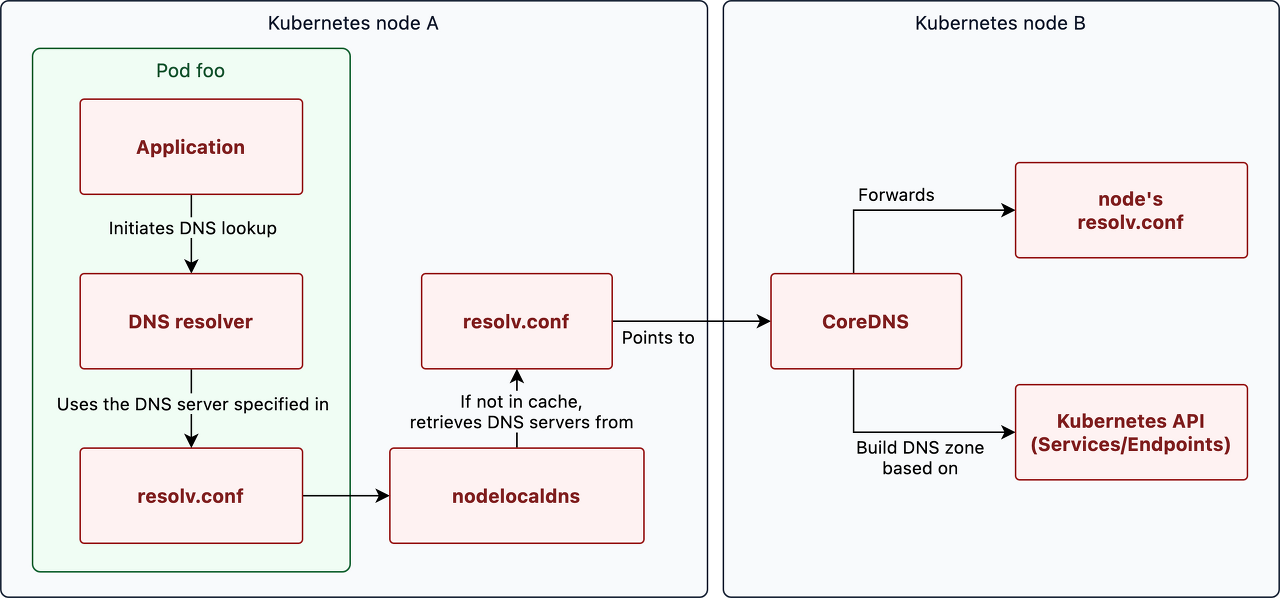 Kubernetes node A
Pod foo
Application
Initiates DNS lookup
DNS resolver
Uses the DNS server specified in
resolv.conf
nodelocaldns
If not in cache,
retrieves DNS servers from
resolv.conf
Points to
Kubernetes node B
CoreDNS
Forwards
node's
resolv.conf
Build DNS zone
based on
Kubernetes API
(Services/Endpoints)